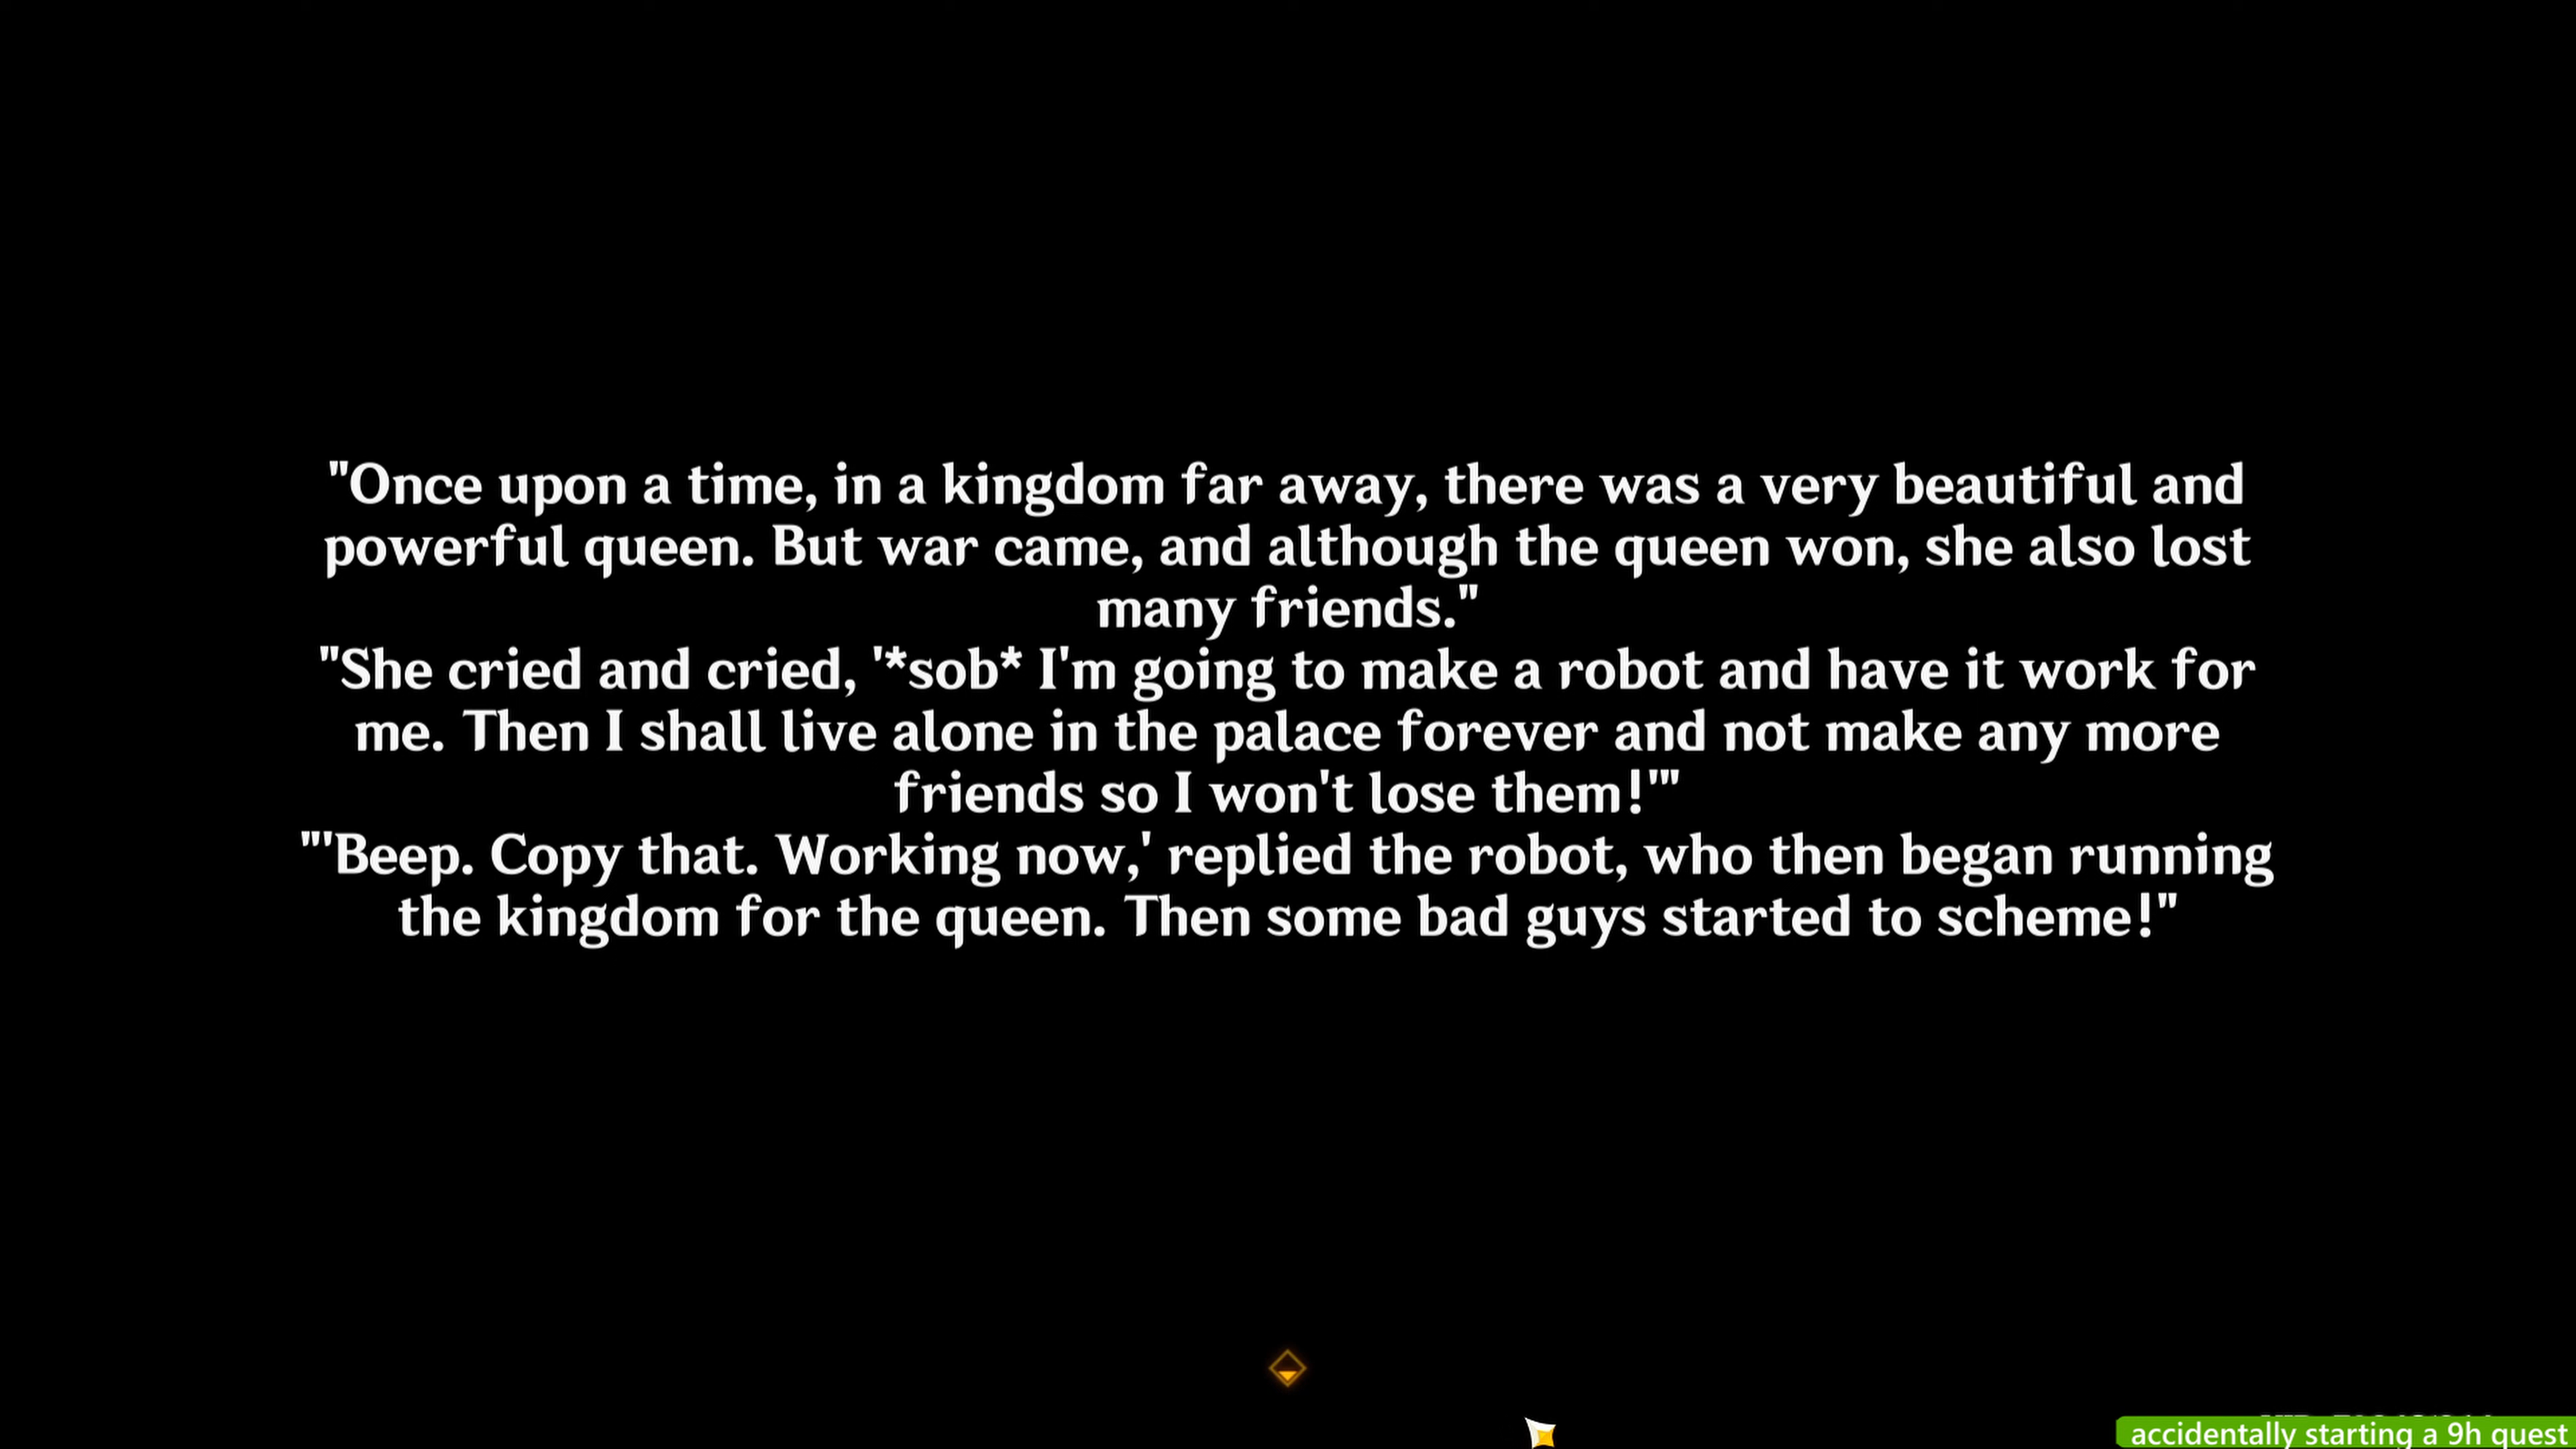 "Once upon a time, in a kingdom far away, there was a very beautiful and
powerful queen. But war came, and although the queen won, she also lost
many friends."
"She cried and cried, '*sob* I'm going to make a robot and have it work for
me. Then I shall live alone in the palace forever and not make any more
friends so I won't lose them!'"
"'Beep. Copy that. Working now,' replied the robot, who then began running
the kingdom for the queen. Then some bad guys started to scheme!"
accidentally starting a 9h quest